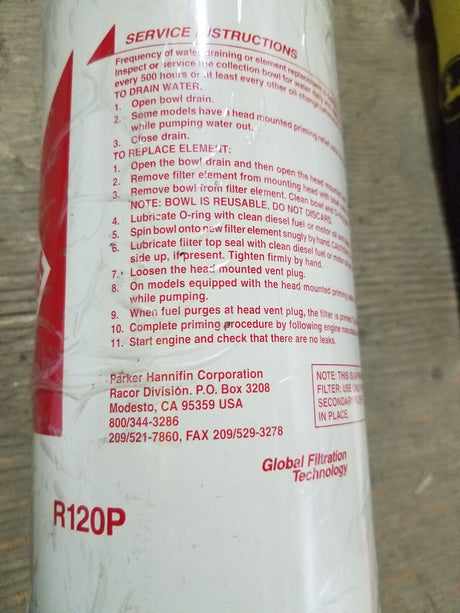 SERVICE INSTRUCTIONS
Frequency of water draining or element replacement is
Inspect or service the collection bowl for water
every 500 hours or at least every other oil change
TO DRAIN WATER:
1. Open bowl drain.
2. Some models have a head mounted priming
while pumping water out.
3. Close drain.
TO REPLACE ELEMENT:
1. Open the bowl drain and then open the head
2. Remove filter element from mounting head with
3. Remove bowl from filter element. Clean bowl and
NOTE: BOWL IS REUSABLE, DO NOT DISCARD.
4. Lubricate O-ring with clean diesel fuel or motor oil and
5. Spin bowl onto new filter element snugly by hand.
6. Lubricate filter top seal with clean diesel fuel or motor
side up, if present. Tighten firmly by hand.
7. Loosen the head mounted vent plug.
8. On models equipped with the head mounted priming
while pumping.
9. When fuel purges at head vent plug, the filter is primed.
10. Complete priming procedure by following engine
11. Start engine and check that there are no leaks.
Parker Hannifin Corporation
Racor Division. P.O. Box 3208
Modesto, CA 95359 USA
800/344-3286
209/521-7860, FAX 209/529-3278
NOTE: THIS IS A
FILTER; USE
SECONDARY
IN PLACE.
Global Filtration
Technology
R120P